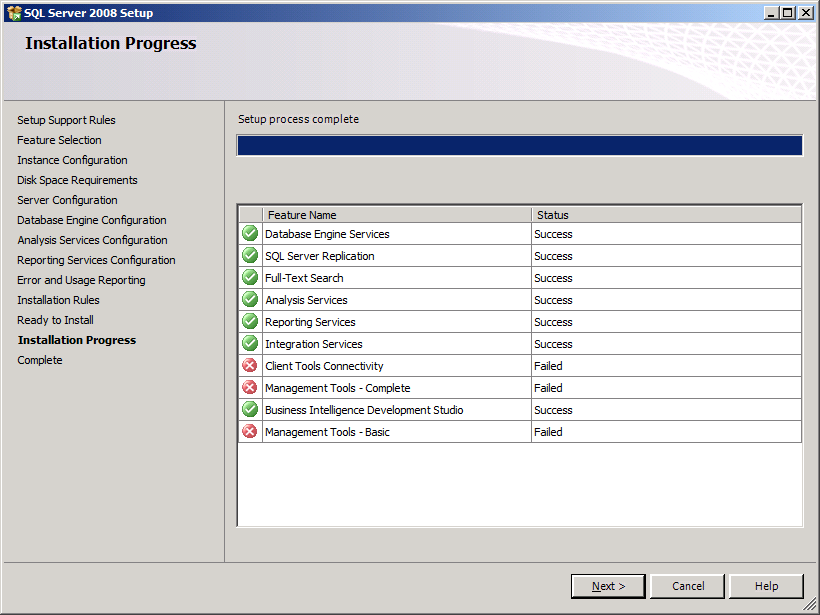 SQL Server 2008 Setup
Installation Progress
Setup Support Rules
Feature Selection
Instance Configuration
Disk Space Requirements
Server Configuration
Database Engine Configuration
Analysis Services Configuration
Reporting Services Configuration
Error and Usage Reporting
Installation Rules
Ready to Install
Installation Progress
Complete
Setup process complete
Feature Name Status
Database Engine Services Success
SQL Server Replication Success
Full-Text Search Success
Analysis Services Success
Reporting Services Success
Integration Services Success
Client Tools Connectivity Failed
Management Tools - Complete Failed
Business Intelligence Development Studio Success
Management Tools - Basic Failed
Next > Cancel Help